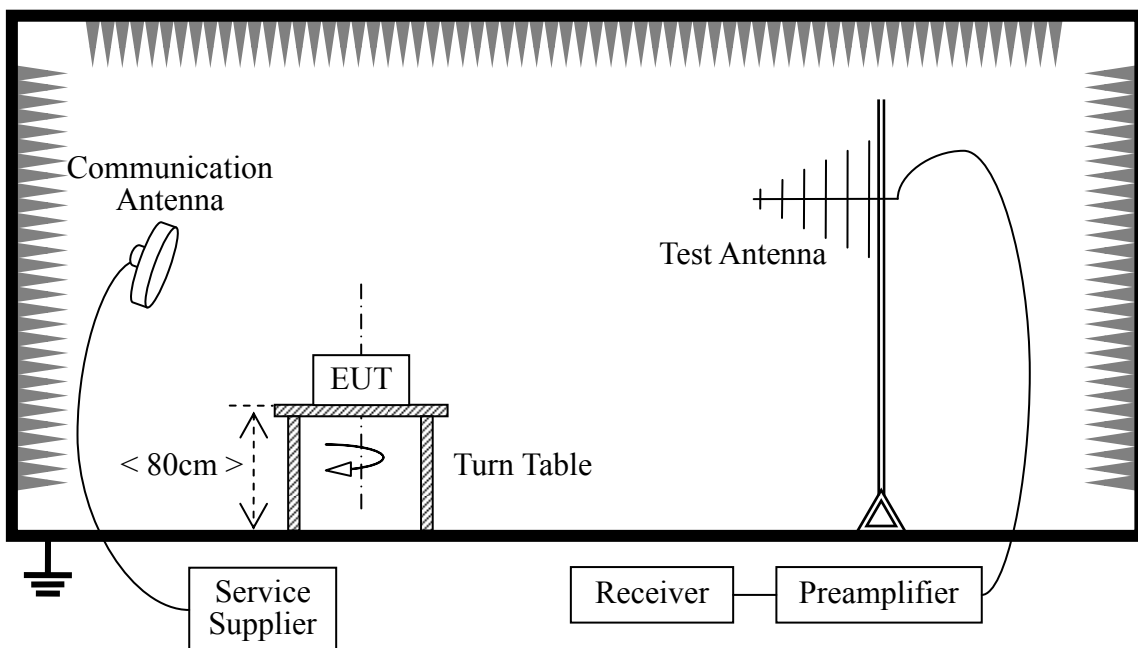 Communication
Antenna
Test Antenna
EUT
< 80cm >
Turn Table
Service
Supplier
Receiver
Preamplifier